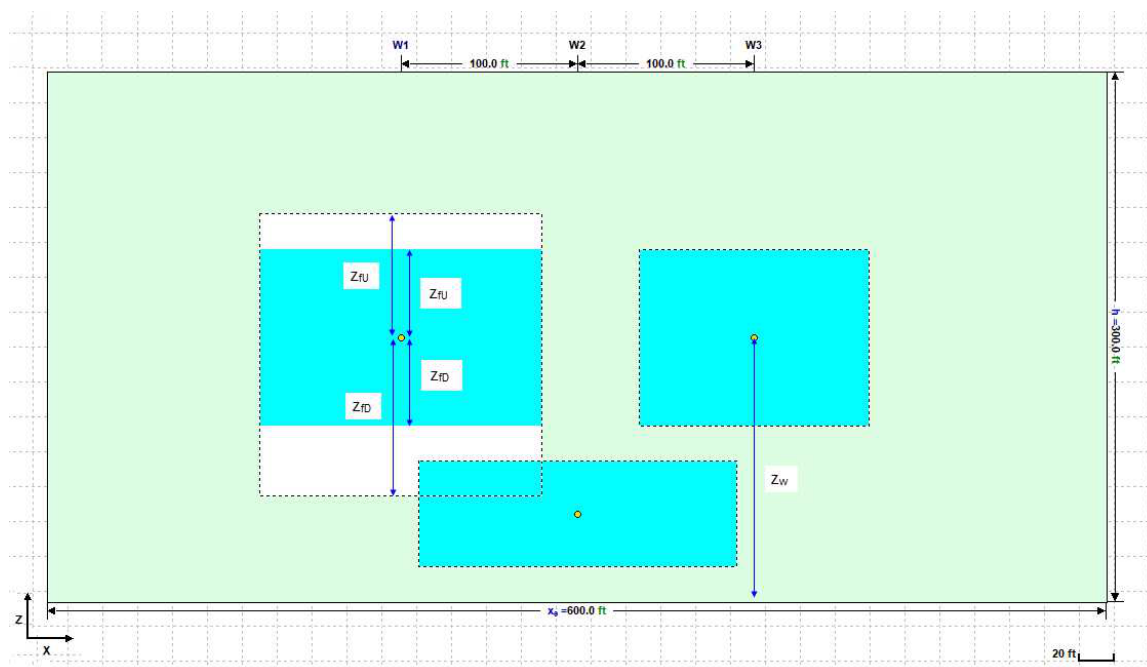 W1 W2 W3
100.0 ft 100.0 ft
ZfU
ZfU
ZfD
ZfD
h =300.0 ft
Zw
xe =600.0 ft
Z
X
20 ft